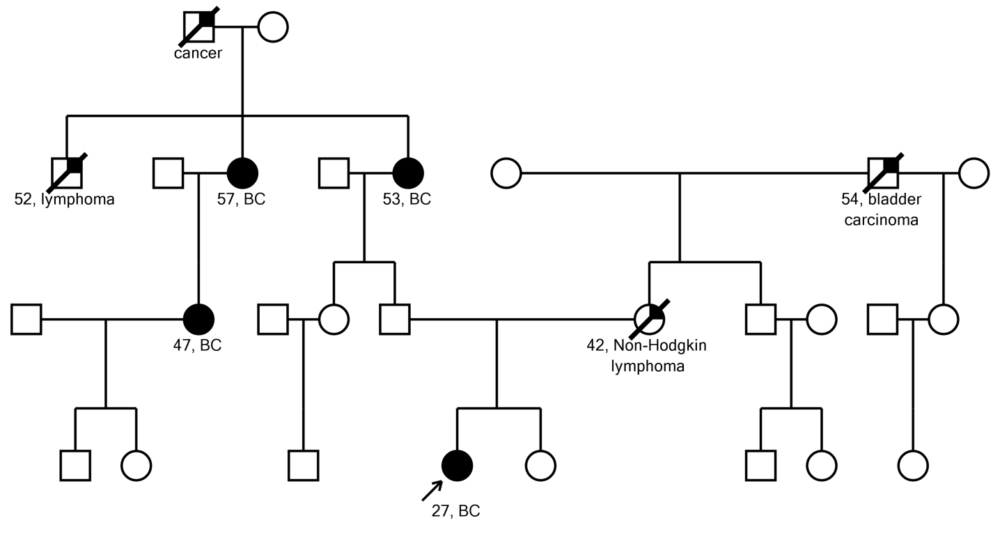 cancer
52, lymphoma
57, BC
53, BC
54, bladder
carcinoma
47, BC
42, Non-Hodgkin
lymphoma
27, BC